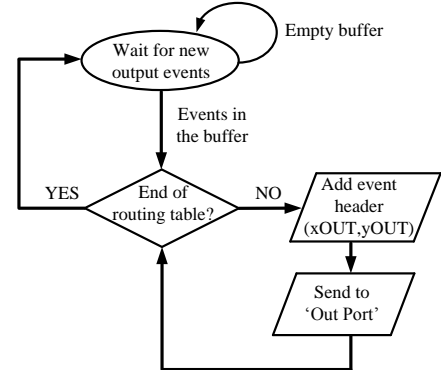 Empty buffer
Wait for new
output events
Events in
the buffer
YES
End of
routing table?
NO
Add event
header
(xOUT,yOUT)
Send to
‘Out Port’